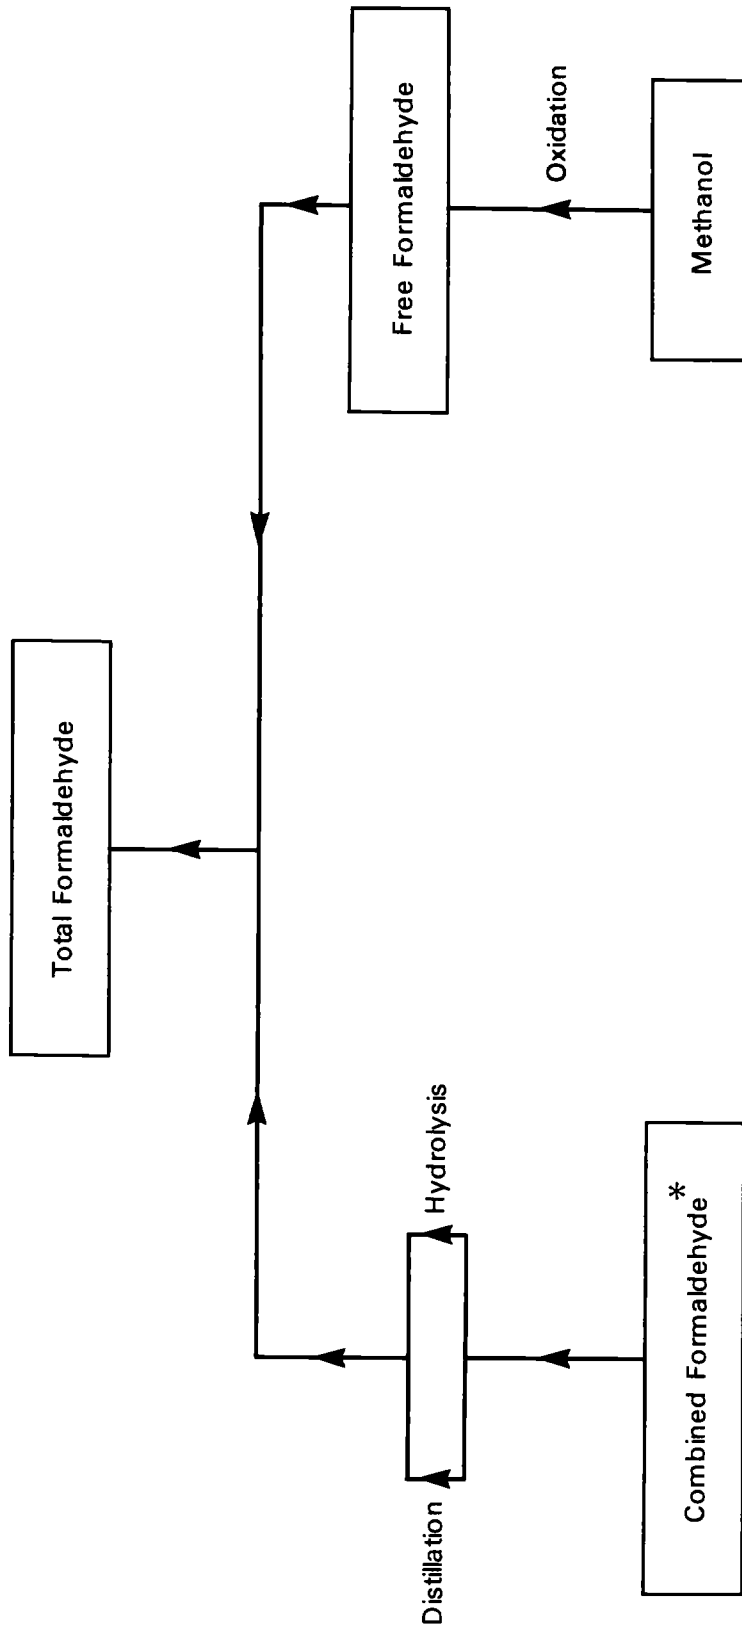 Total Formaldehyde
Free Formaldehyde
Oxidation
Methanol
Distillation
Hydrolysis
Combined Formaldehyde*